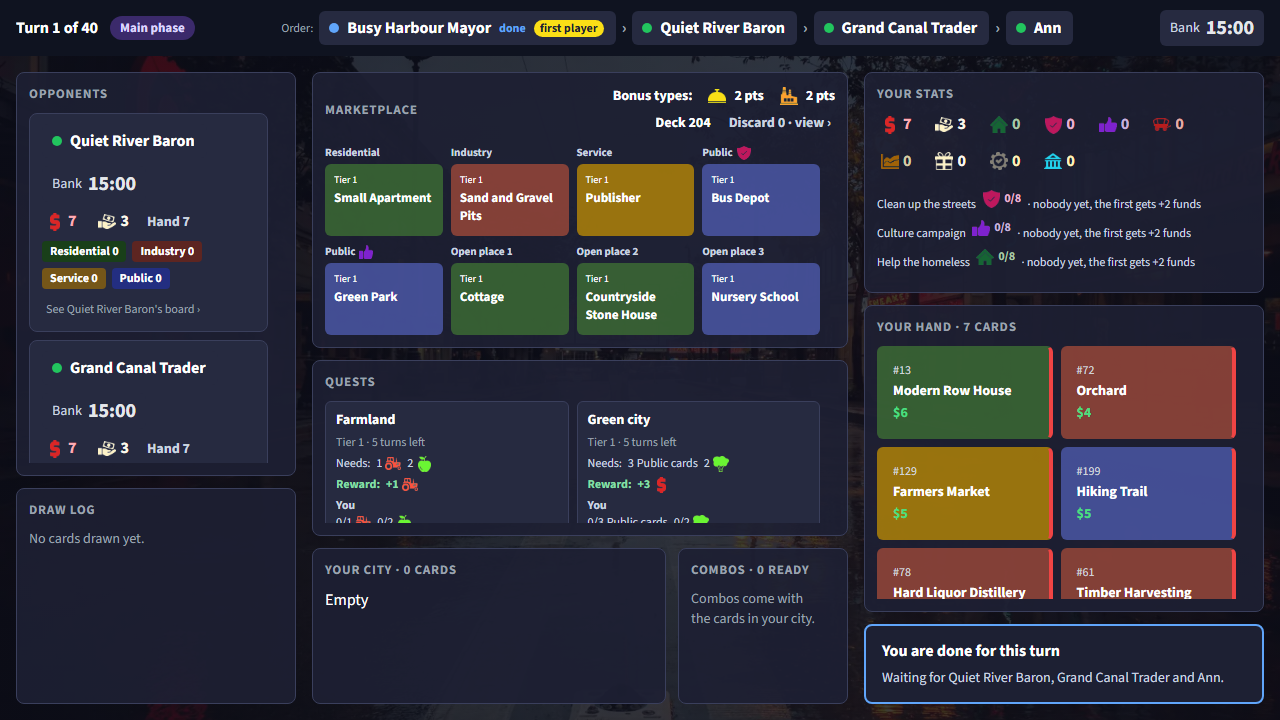 Turn 1 of 40 Main phase Order: Busy Harbour Mayor done first player › Quiet River Baron › Grand Canal Trader › Ann Bank 15:00
OPPONENTS
Quiet River Baron
Bank 15:00
7 3 Hand 7
Residential 0 Industry 0
Service 0 Public 0
See Quiet River Baron's board ›
Grand Canal Trader
Bank 15:00
7 3 Hand 7
DRAW LOG
No cards drawn yet.
MARKETPLACE
Bonus types: 2 pts 2 pts
Deck 204 Discard 0 · view ›
Residential Industry Service Public
Tier 1 Tier 1 Tier 1 Tier 1
Small Apartment Sand and Gravel Pits Publisher Bus Depot
Public Open place 1 Open place 2 Open place 3
Tier 1 Tier 1 Tier 1 Tier 1
Green Park Cottage Countryside Stone House Nursery School
QUESTS
Farmland
Tier 1 · 5 turns left
Needs: 1 2
Reward: +1
You
0/1 0/2
Green city
Tier 1 · 5 turns left
Needs: 3 Public cards 2
Reward: +3
You
0/3 Public cards 0/2
YOUR CITY · 0 CARDS
Empty
COMBOS · 0 READY
Combos come with
the cards in your city.
YOUR STATS
7 3 0 0 0 0
0 0 0 0
Clean up the streets 0/8 · nobody yet, the first gets +2 funds
Culture campaign 0/8 · nobody yet, the first gets +2 funds
Help the homeless 0/8 · nobody yet, the first gets +2 funds
YOUR HAND · 7 CARDS
#13 #72
Modern Row House Orchard
$6 $4
#129 #199
Farmers Market Hiking Trail
$5 $5
#78 #61
Hard Liquor Distillery Timber Harvesting
You are done for this turn
Waiting for Quiet River Baron, Grand Canal Trader and Ann.